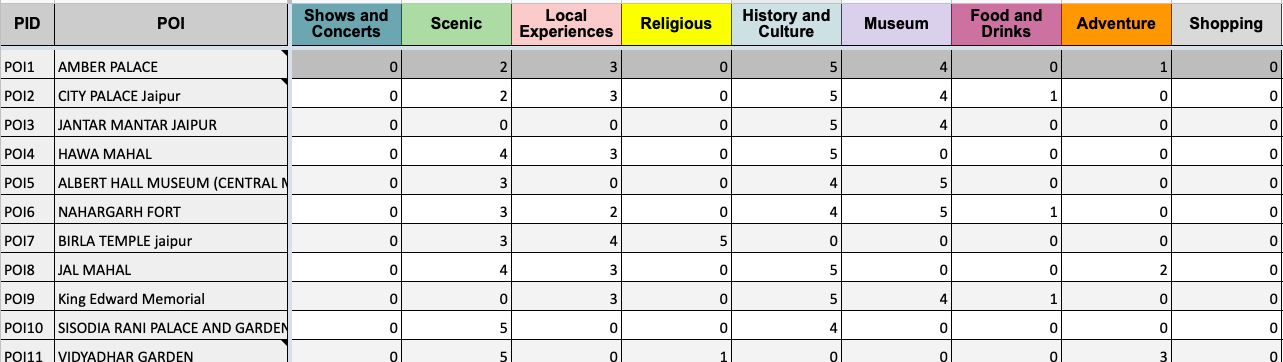 PID POI Shows and Concerts Scenic Local Experiences Religious History and Culture Museum Food and Drinks Adventure Shopping
POI1 AMBER PALACE 0 2 3 0 5 4 0 1 0
POI2 CITY PALACE Jaipur 0 2 3 0 5 4 1 0 0
POI3 JANTAR MANTAR JAIPUR 0 0 0 0 5 4 0 0 0
POI4 HAWA MAHAL 0 4 3 0 5 0 0 0 0
POI5 ALBERT HALL MUSEUM (CENTRAL 0 3 0 0 4 5 0 0 0
POI6 NAHARGARH FORT 0 3 2 0 4 5 1 0 0
POI7 BIRLA TEMPLE jaipur 0 3 4 5 0 0 0 0 0
POI8 JAL MAHAL 0 4 3 0 5 0 0 2 0
POI9 King Edward Memorial 0 0 3 0 5 4 1 0 0
POI10 SISODIA RANI PALACE AND GARDEN 0 5 0 0 4 0 0 0 0
POI11 VIDYADHAR GARDEN 0 5 0 1 0 0 0 3 0